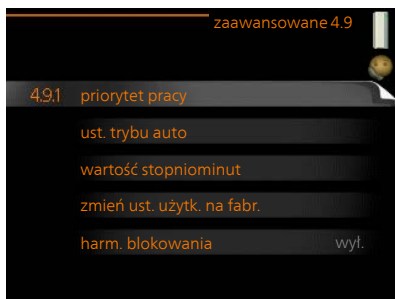 zaawansowane 4.9
4.9.1 priorytet pracy
ust. trybu auto
wartość stopniominut
zmień ust. użytk. na fabr.
harm. blokowania wył.